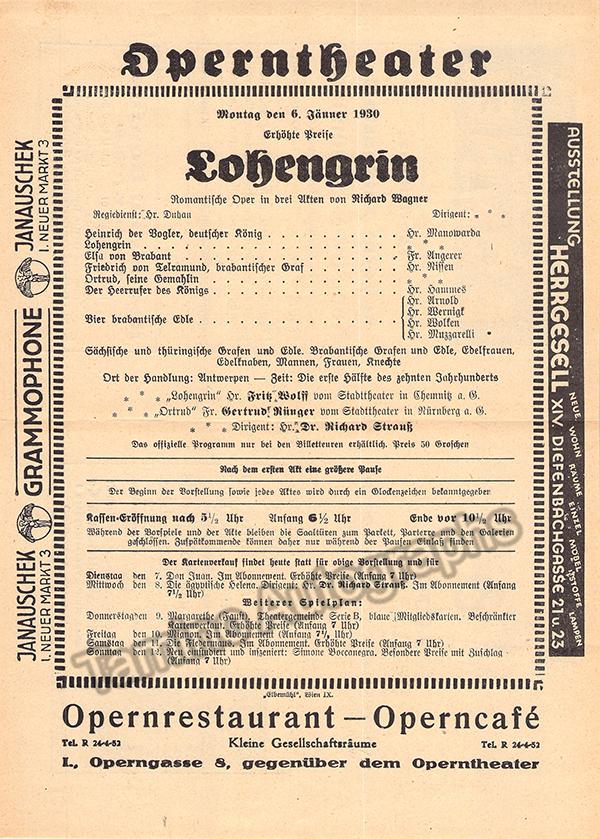 Operntheater
Montag den 6. Jänner 1930
Erhöhte Preise
Lohengrin
Romantische Oper in drei Akten von Richard Wagner
Regiedienst: Hr. Duhan Dirigent: * * *
Heinrich der Vogler, deutscher König . . . Hr. Manowarda
Lohengrin . . . * * *
Elsa von Brabant . . . Fr. Angerer
Friedrich von Telramund, brabantischer Graf . . . Hr. Nissen
Ortrud, seine Gemahlin . . . * * *
Der Heerrufer des Königs . . . Hr. Hammes
Vier brabantische Edle . . . Hr. Arnold
Hr. Wernigk
Hr. Wolken
Hr. Muzzarelli
Sächsische und thüringische Grafen und Edle. Brabantische Grafen und Edle, Edelfrauen,
Edelknaben, Mannen, Frauen, Knechte
Ort der Handlung: Antwerpen — Zeit: Die erste Hälfte des zehnten Jahrhunderts
* * * „Lohengrin" Hr. Fritz Wolff vom Stadttheater in Chemnitz a. G.
* * * „Ortrud" Fr. Gertrud Rünger vom Stadttheater in Nürnberg a. G.
* * * Dirigent: Hr. Dr. Richard Strauß
Das offizielle Programm nur bei den Billetteuren erhältlich. Preis 50 Groschen
Nach dem ersten Akt eine größere Pause
Der Beginn der Vorstellung sowie jedes Aktes wird durch ein Glockenzeichen bekanntgegeben
Kassen-Eröffnung nach 5½ Uhr Anfang 6½ Uhr Ende vor 10½ Uhr
Während der Vorspiele und der Akte bleiben die Saaltüren zum Parkett, Parterre und den Galerien
geschlossen. Zuspätkommende können daher nur während der Pausen Einlaß finden
Der Kartenverkauf findet heute statt für obige Vorstellung und für
Dienstag den 7. Don Juan. Im Abonnement. Erhöhte Preise (Anfang 7 Uhr)
Mittwoch den 8. Die ägyptische Helena. Dirigent: Hr. Dr. Richard Strauß. Im Abonnement (Anfang
7½ Uhr)
Weiterer Spielplan:
Donnerstag den 9. Margarethe (Faust). Theatergemeinde Serie B, blaue Mitgliedskarten. Beschränkter
Kartenverkauf. Erhöhte Preise (Anfang 7 Uhr)
Freitag den 10. Mignon. Im Abonnement (Anfang 7½ Uhr)
Samstag den 11. Die Fledermaus. Im Abonnement. Erhöhte Preise (Anfang 7 Uhr)
Sonntag den 12. Neu einstudiert und inszeniert: Simone Boccanegra. Besondere Preise mit Zuschlag
(Anfang 7 Uhr)
„Elbemühl", Wien IX.
Opernrestaurant — Operncafé
Tel. R 24-4-52 Kleine Gesellschaftsräume Tel. R 24-4-52
I., Operngasse 8, gegenüber dem Operntheater
JANAUSCHEK
I. NEUER MARKT 3
GRAMMOPHONE
JANAUSCHEK
I. NEUER MARKT 3
AUSSTELLUNG
HERRGESELL XIV. DIEFENBACHGASSE 21 U. 23
NEUE WOHNRÄUME EINZELMÖBEL STOFFE LAMPEN
Tamino Autographs